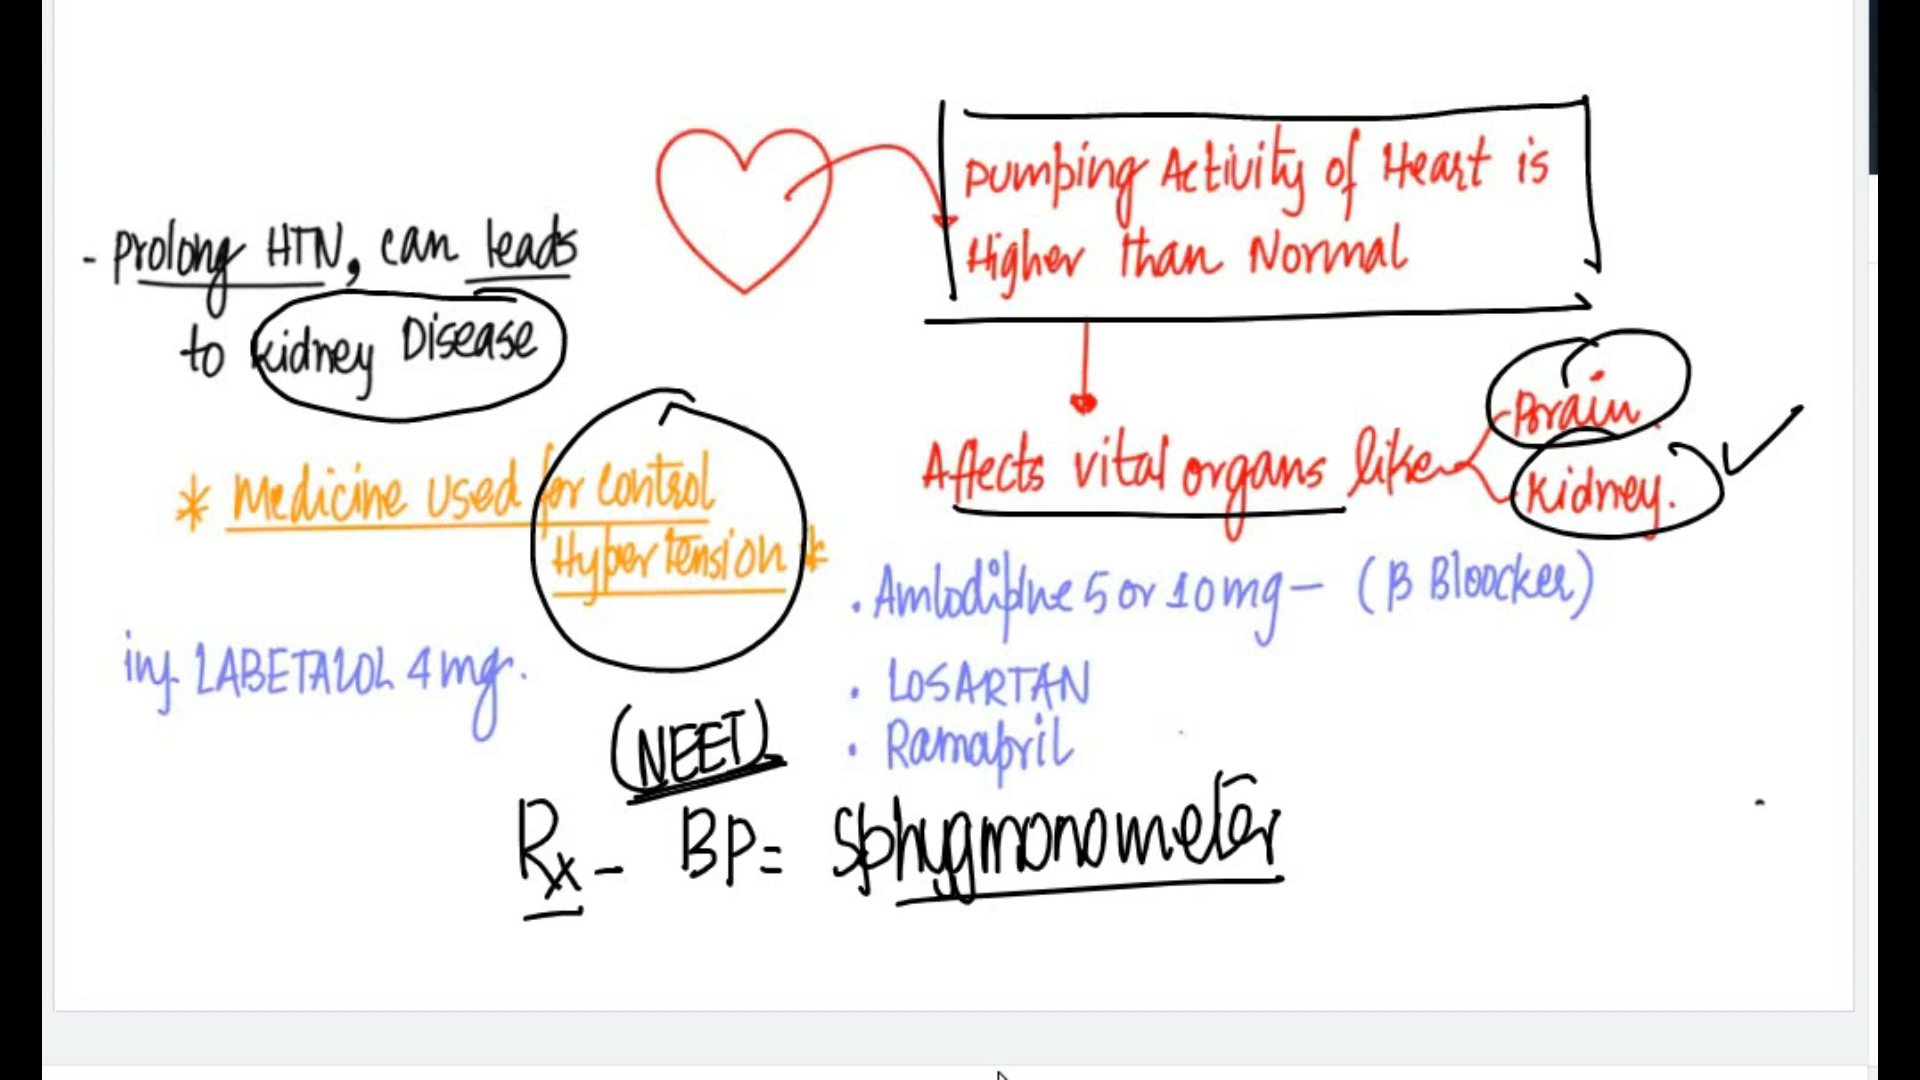 Pumping Activity of Heart is
Higher than Normal
- Prolong HTN, can leads
to Kidney Disease
Affects vital organs like
Brain.
Kidney.
* Medicine used for control
Hypertension *
inj. LABETALOL 4mg.
. Amlodipine 5 or 10mg - (β Bloocker)
. LOSARTAN
. Ramapril
(NEET)
Rx - BP = Sphygmonometer